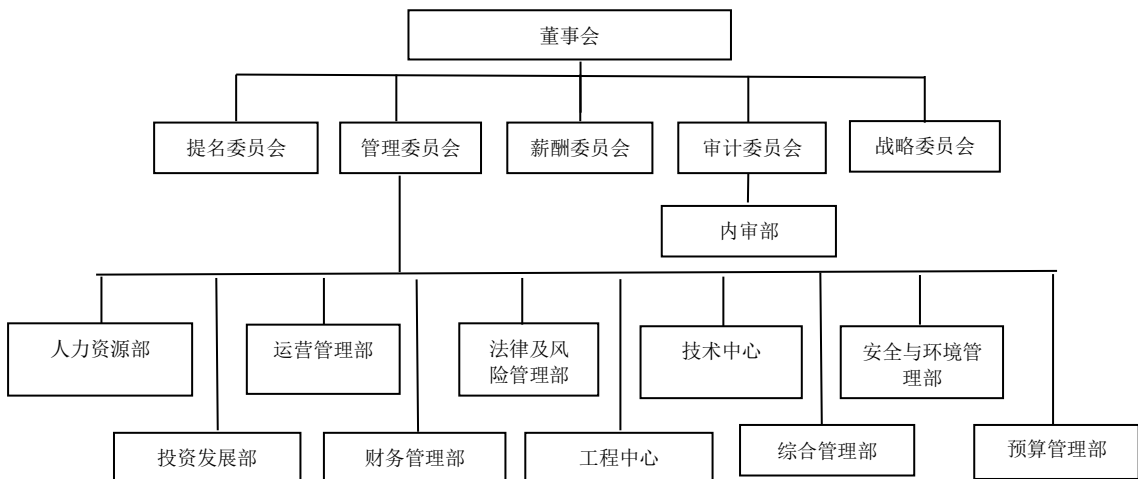 董事会
提名委员会
管理委员会
薪酬委员会
审计委员会
战略委员会
内审部
人力资源部
运营管理部
法律及风
险管理部
技术中心
安全与环境管
理部
投资发展部
财务管理部
工程中心
综合管理部
预算管理部